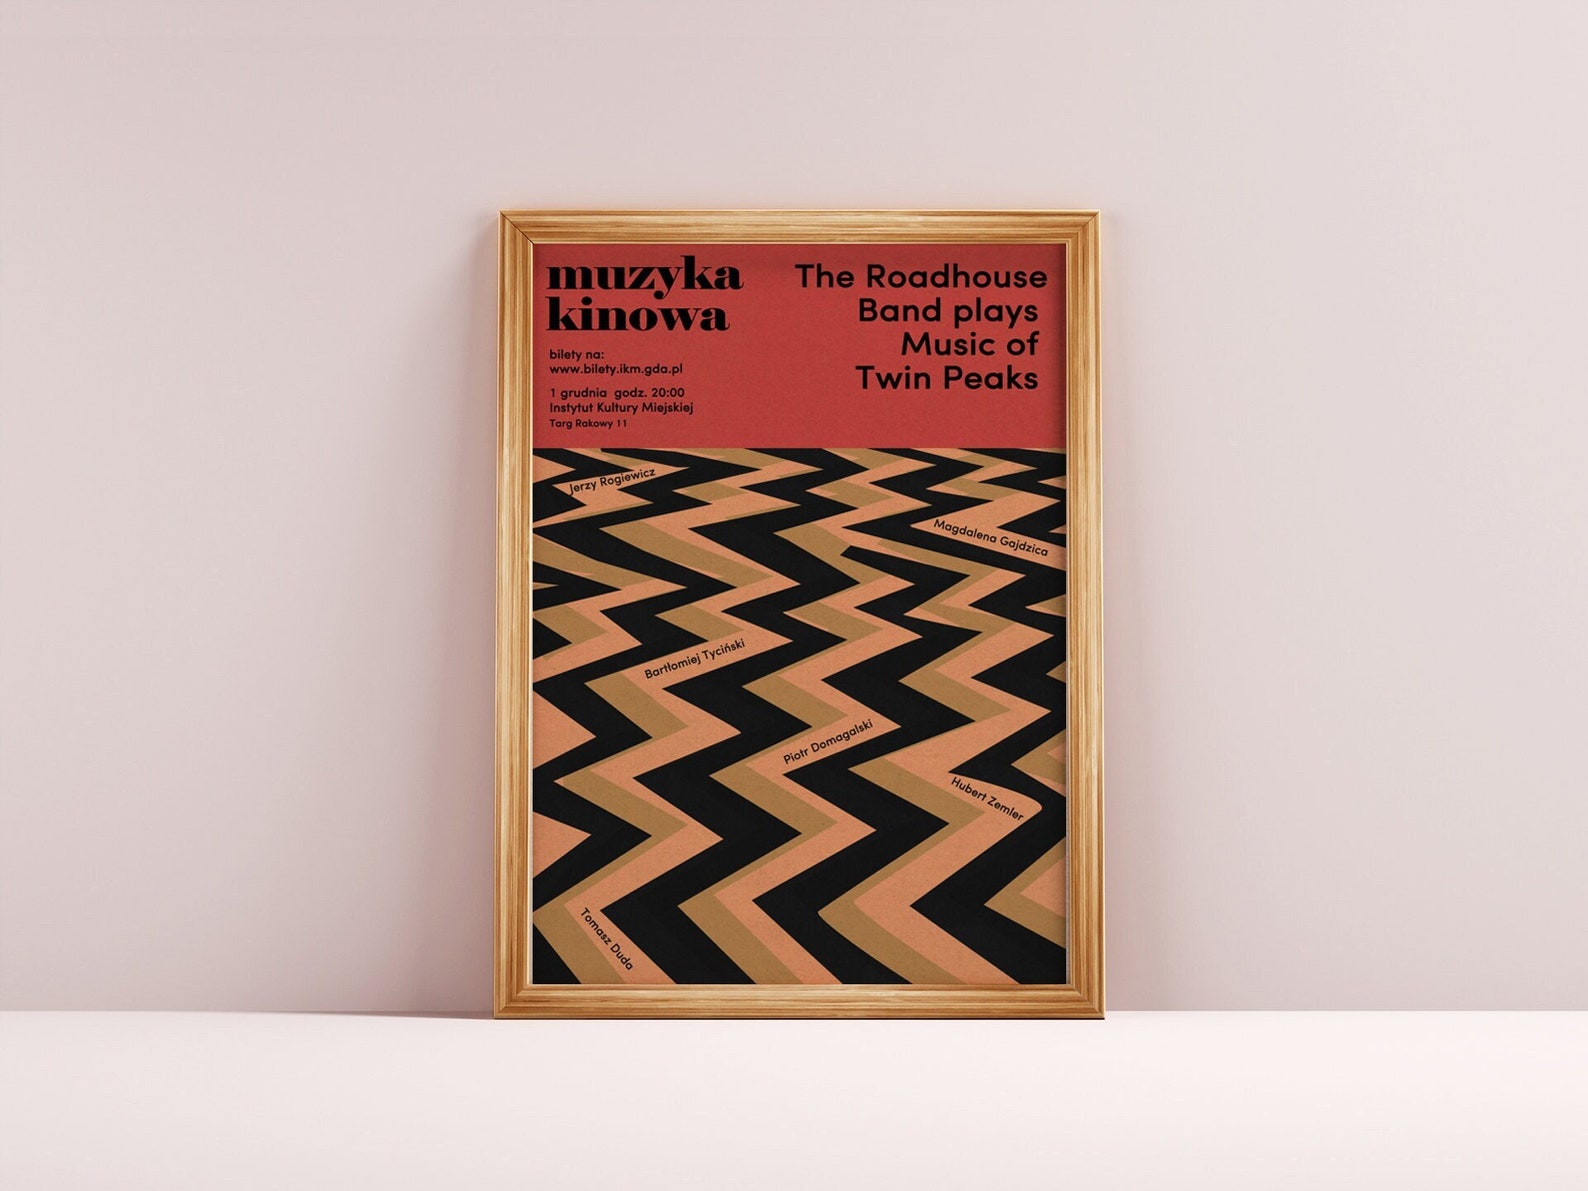 muzyka
kinowa
bilety na:
www.bilety.ikm.gda.pl
1 grudnia godz. 20:00
Instytut Kultury Miejskiej
Targ Rakowy 11
The Roadhouse
Band plays
Music of
Twin Peaks
Jerzy Rogiewicz
Magdalena Gajdzica
Bartłomiej Tyciński
Piotr Domagalski
Hubert Zemler
Tomasz Duda